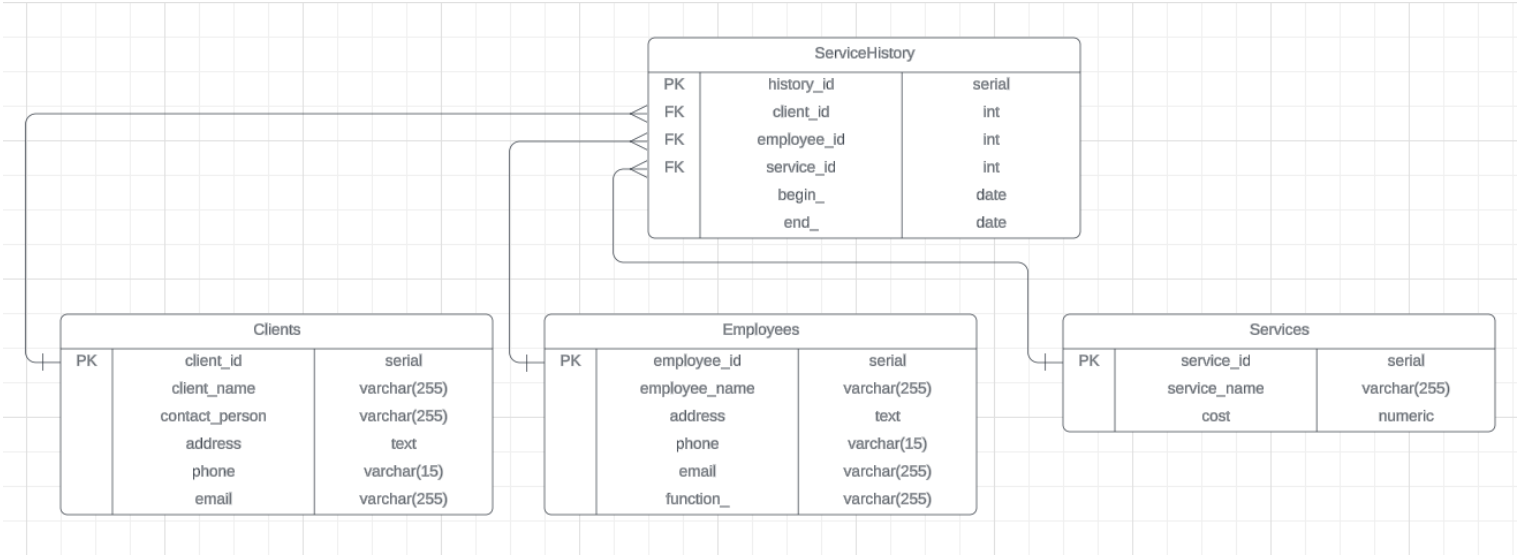 ServiceHistory
PK history_id serial
FK client_id int
FK employee_id int
FK service_id int
begin_ date
end_ date
Clients
PK client_id serial
client_name varchar(255)
contact_person varchar(255)
address text
phone varchar(15)
email varchar(255)
Employees
PK employee_id serial
employee_name varchar(255)
address text
phone varchar(15)
email varchar(255)
function_ varchar(255)
Services
PK service_id serial
service_name varchar(255)
cost numeric